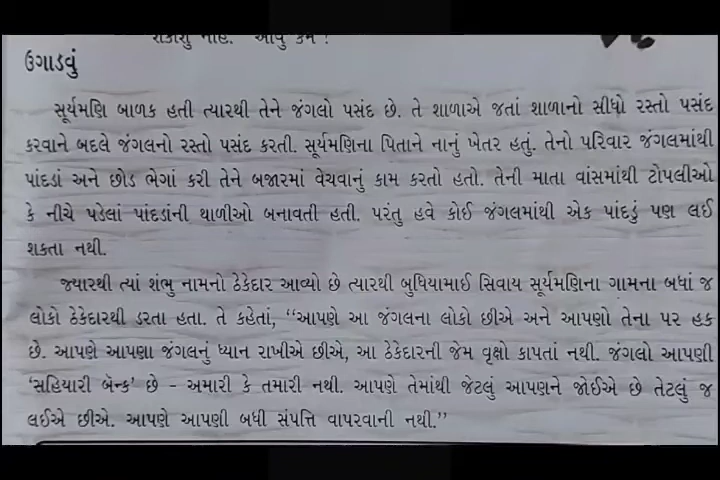 રોકાશું નહિ. આવું કેમ ?
ઉગાડવું
સૂર્યમણિ બાળક હતી ત્યારથી તેને જંગલો પસંદ છે. તે શાળાએ જતાં શાળાનો સીધો રસ્તો પસંદ
કરવાને બદલે જંગલનો રસ્તો પસંદ કરતી. સૂર્યમણિના પિતાને નાનું ખેતર હતું. તેનો પરિવાર જંગલમાંથી
પાંદડાં અને છોડ ભેગાં કરી તેને બજારમાં વેચવાનું કામ કરતો હતો. તેની માતા વાંસમાંથી ટોપલીઓ
કે નીચે પડેલાં પાંદડાંની થાળીઓ બનાવતી હતી. પરંતુ હવે કોઈ જંગલમાંથી એક પાંદડું પણ લઈ
શકતા નથી.
જ્યારથી ત્યાં શંભુ નામનો ઠેકેદાર આવ્યો છે ત્યારથી બુધિયામાઈ સિવાય સૂર્યમણિના ગામના બધાં જ
લોકો ઠેકેદારથી ડરતા હતા. તે કહેતાં, “આપણે આ જંગલના લોકો છીએ અને આપણો તેના પર હક
છે. આપણે આપણા જંગલનું ધ્યાન રાખીએ છીએ, આ ઠેકેદારની જેમ વૃક્ષો કાપતાં નથી. જંગલો આપણી
‘સહિયારી બૅન્ક’ છે – અમારી કે તમારી નથી. આપણે તેમાંથી જેટલું આપણને જોઈએ છે તેટલું જ
લઈએ છીએ. આપણે આપણી બધી સંપત્તિ વાપરવાની નથી.”